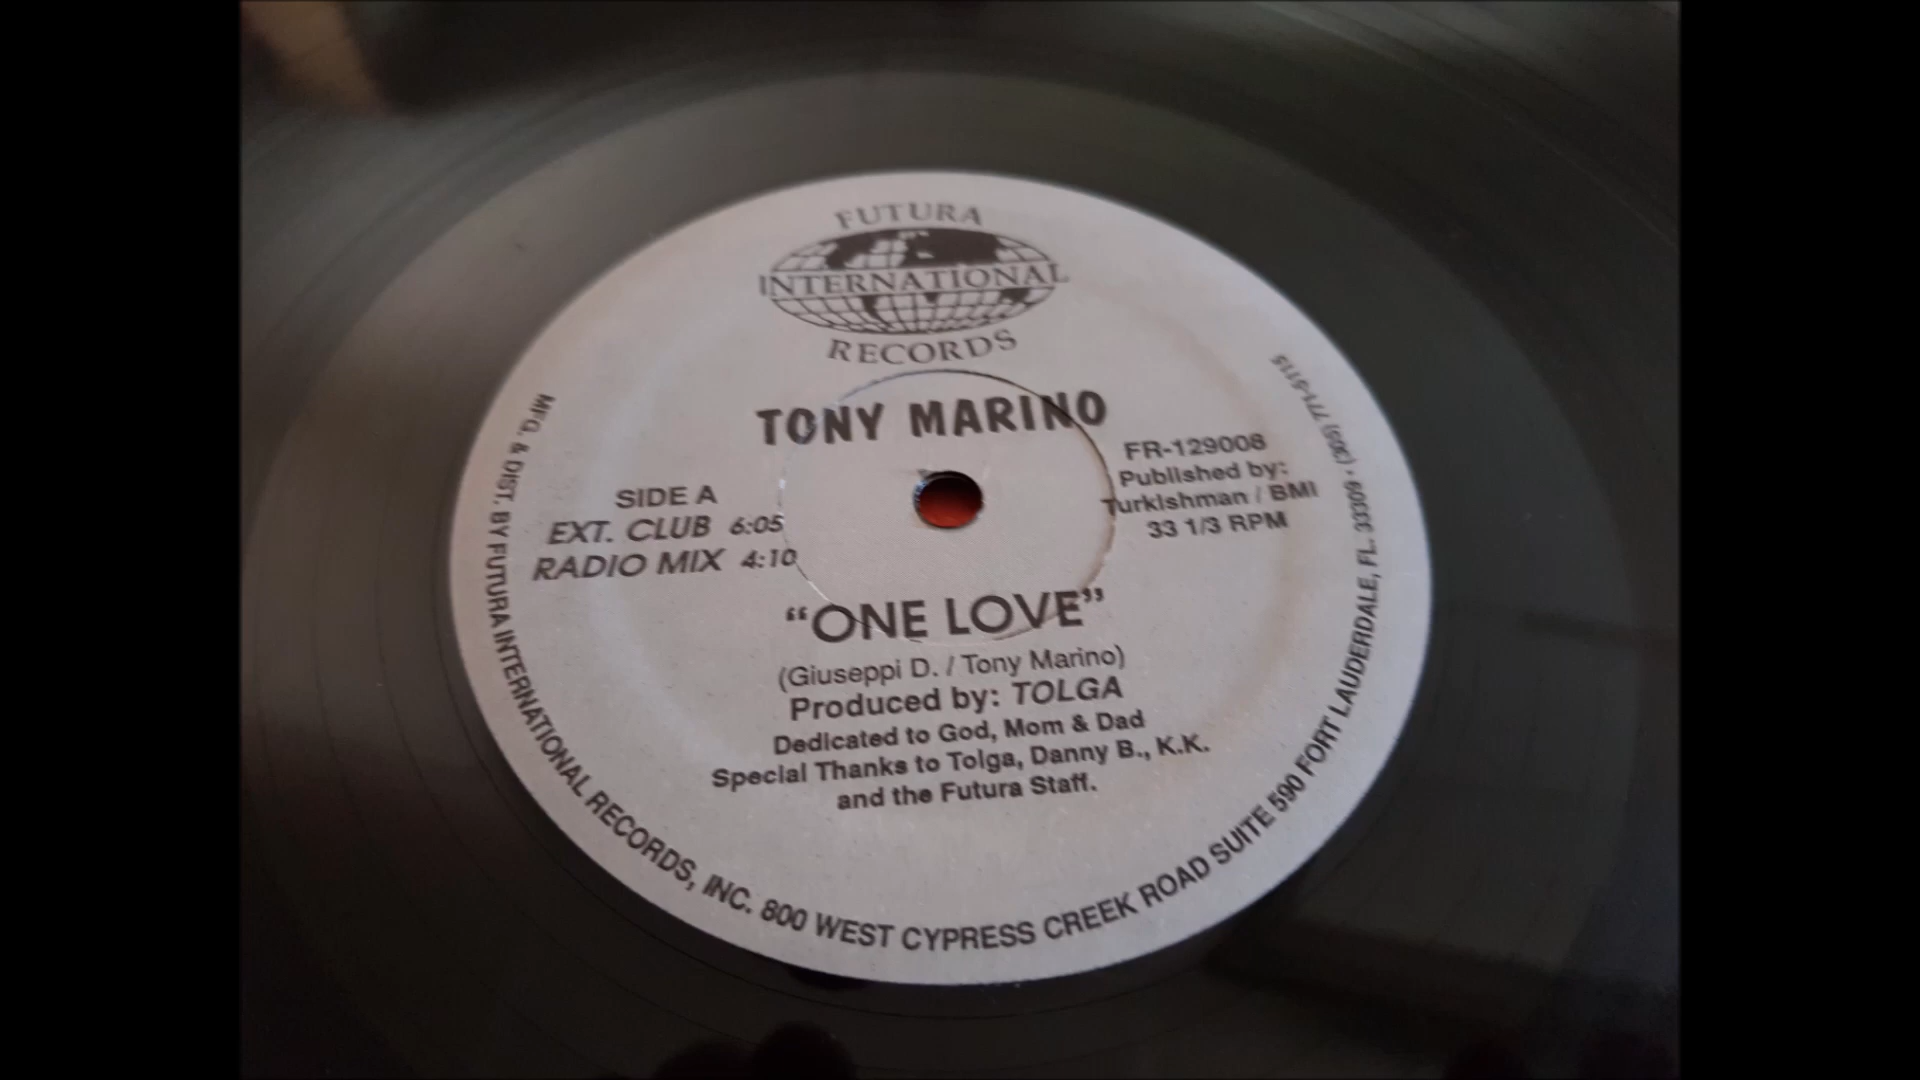 FUTURA
INTERNATIONAL
RECORDS
TONY MARINO
SIDE A
EXT. CLUB 6:05
RADIO MIX 4:10
FR-129008
Published by:
Turkishman / BMI
33 1/3 RPM
"ONE LOVE"
(Giuseppi D. / Tony Marino)
Produced by: TOLGA
Dedicated to God, Mom & Dad
Special Thanks to Tolga, Danny B., K.K.
and the Futura Staff.
MFG. & DIST. BY FUTURA INTERNATIONAL RECORDS, INC. 800 WEST CYPRESS CREEK ROAD SUITE 590 FORT LAUDERDALE, FL. 33309 • (305)